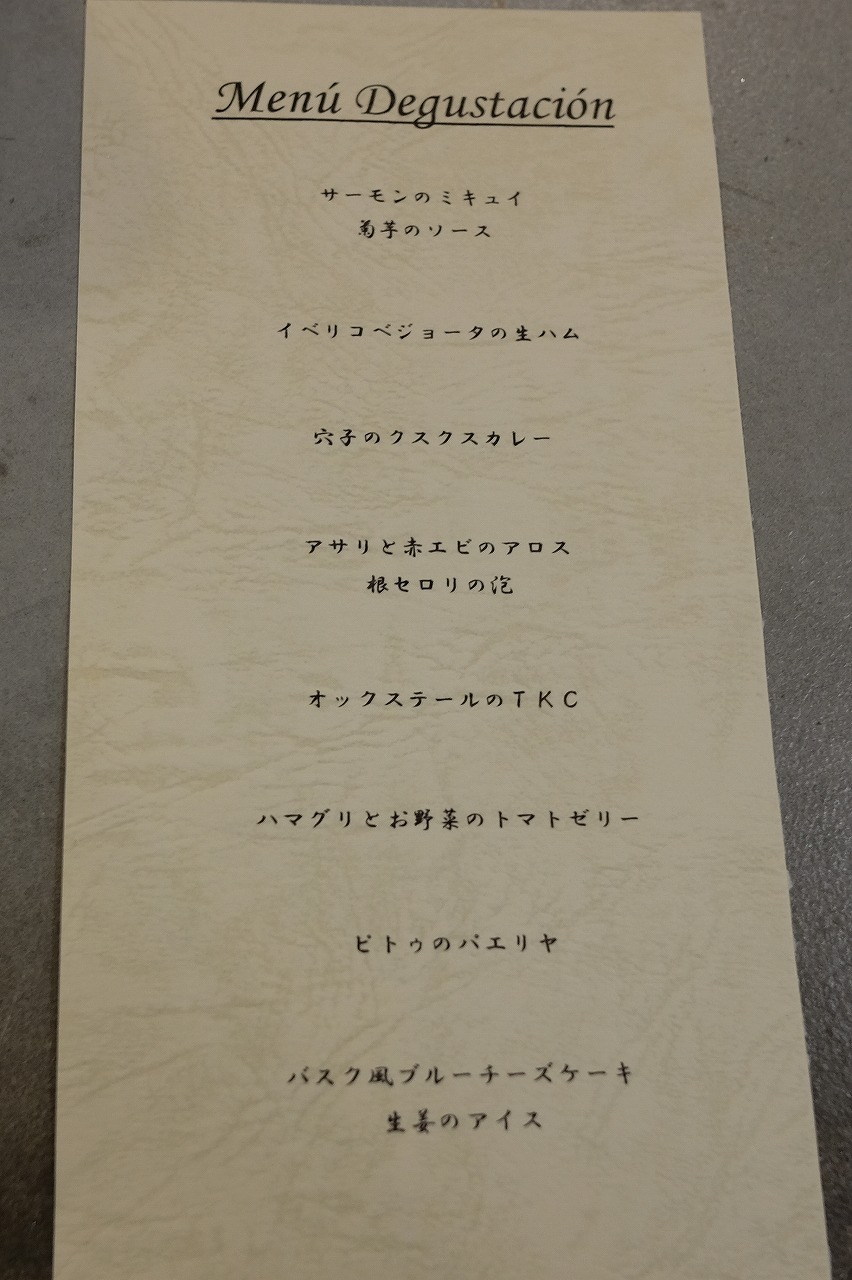 Menú Degustación
サーモンのミキュイ
菊芋のソース
イベリコベジョータの生ハム
穴子のクスクスカレー
アサリと赤エビのアロス
根セロリの泡
オックステールのＴＫＣ
ハマグリとお野菜のトマトゼリー
ピトゥのパエリヤ
バスク風ブルーチーズケーキ
生姜のアイス